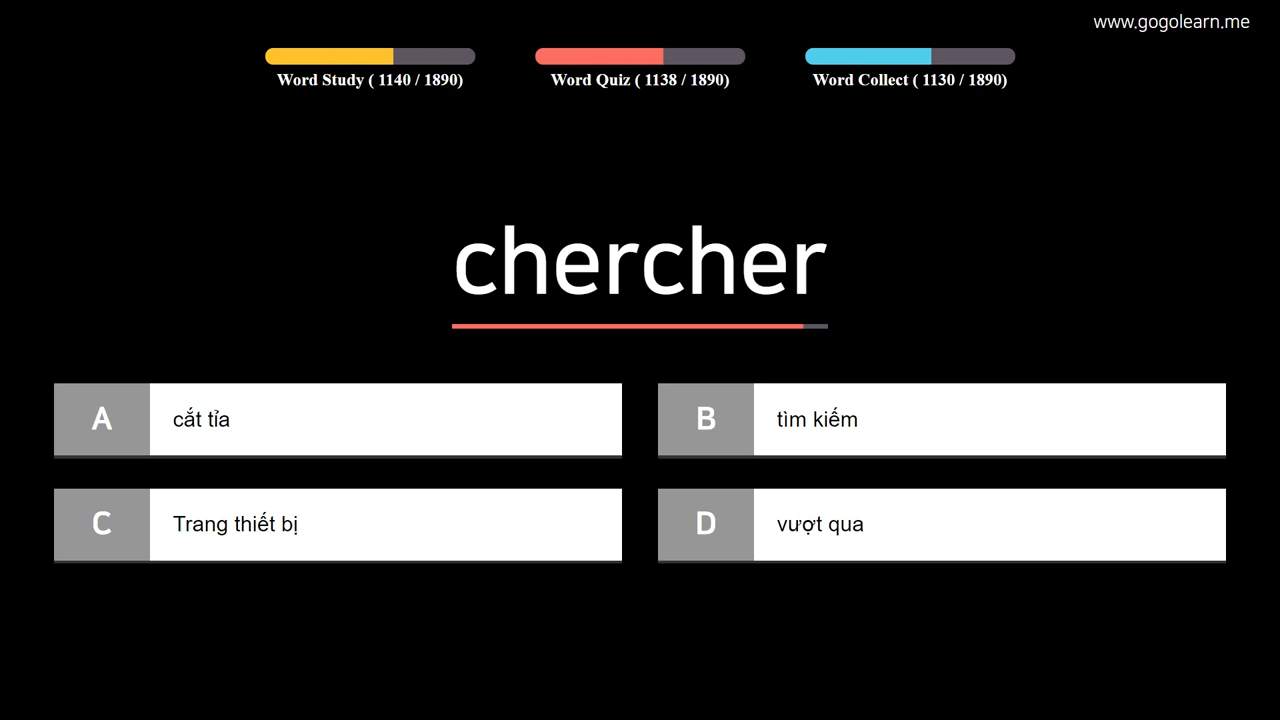 www.gogolearn.me
Word Study ( 1140 / 1890)
Word Quiz ( 1138 / 1890)
Word Collect ( 1130 / 1890)
chercher
A
cắt tỉa
B
tìm kiếm
C
Trang thiết bị
D
vượt qua